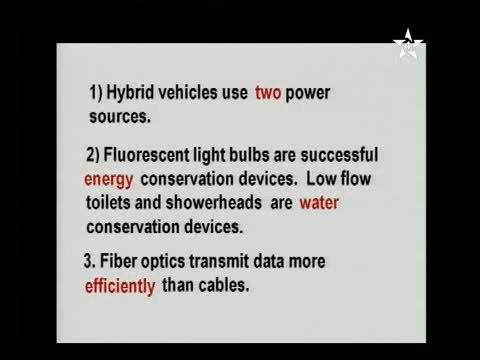 1) Hybrid vehicles use two power
sources.
2) Fluorescent light bulbs are successful
energy conservation devices. Low flow
toilets and showerheads are water
conservation devices.
3. Fiber optics transmit data more
efficiently than cables.